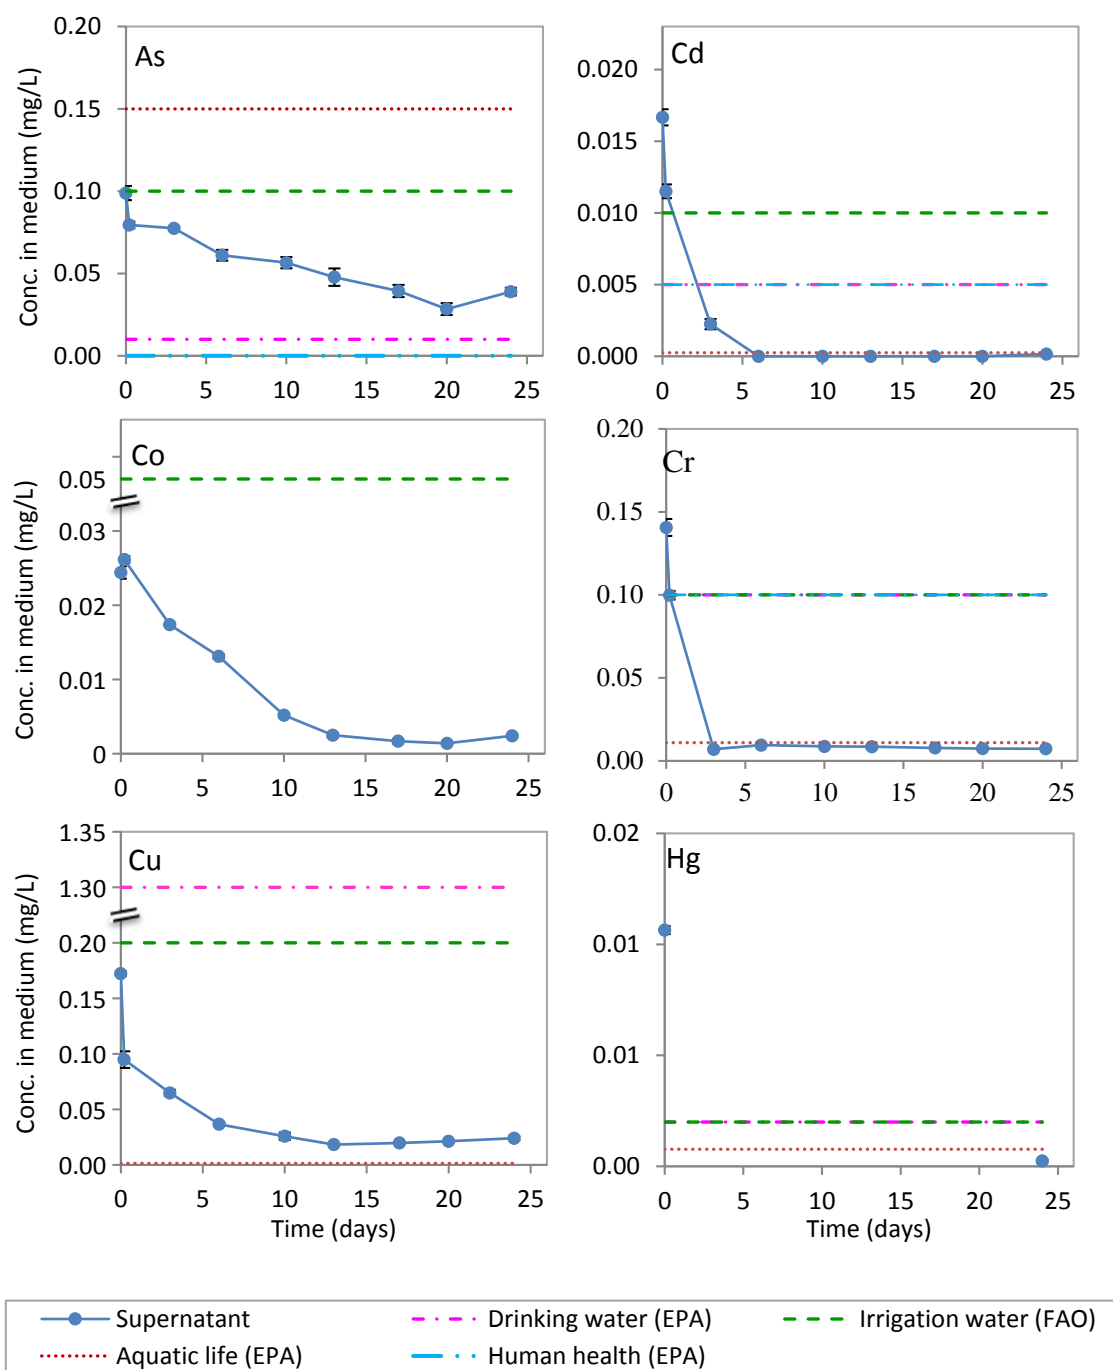 As
Conc. in medium (mg/L)
0.20
0.15
0.10
0.05
0.00
0 5 10 15 20 25
Cd
0.020
0.015
0.010
0.005
0.000
0 5 10 15 20 25
Co
Conc. in medium (mg/L)
0.05
0.03
0.02
0.01
0
0 5 10 15 20 25
Cr
0.20
0.15
0.10
0.05
0.00
0 5 10 15 20 25
Cu
Conc. in medium (mg/L)
1.35
1.30
0.20
0.15
0.10
0.05
0.00
0 5 10 15 20 25
Time (days)
Hg
0.02
0.01
0.01
0.00
0 5 10 15 20 25
Time (days)
Supernatant Drinking water (EPA) Irrigation water (FAO)
Aquatic life (EPA) Human health (EPA)